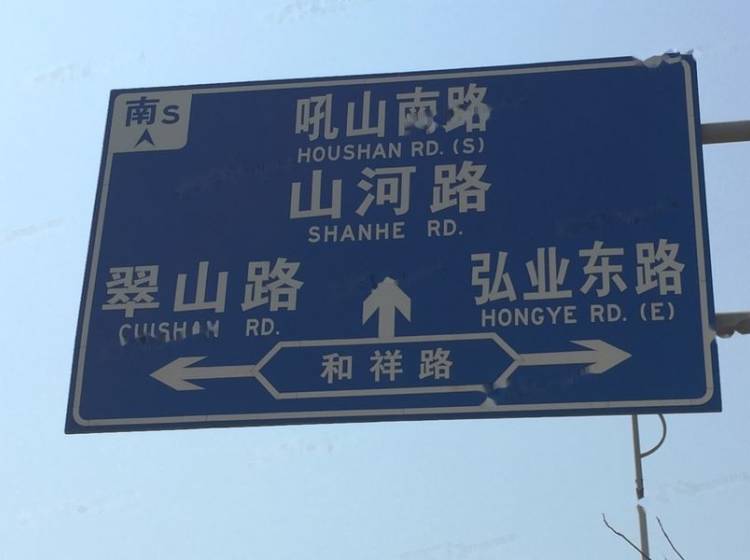 南S
吼山南路
HOUSHAN RD. (S)
山河路
SHANHE RD.
翠山路
CUISHAM RD.
弘业东路
HONGYE RD. (E)
和祥路